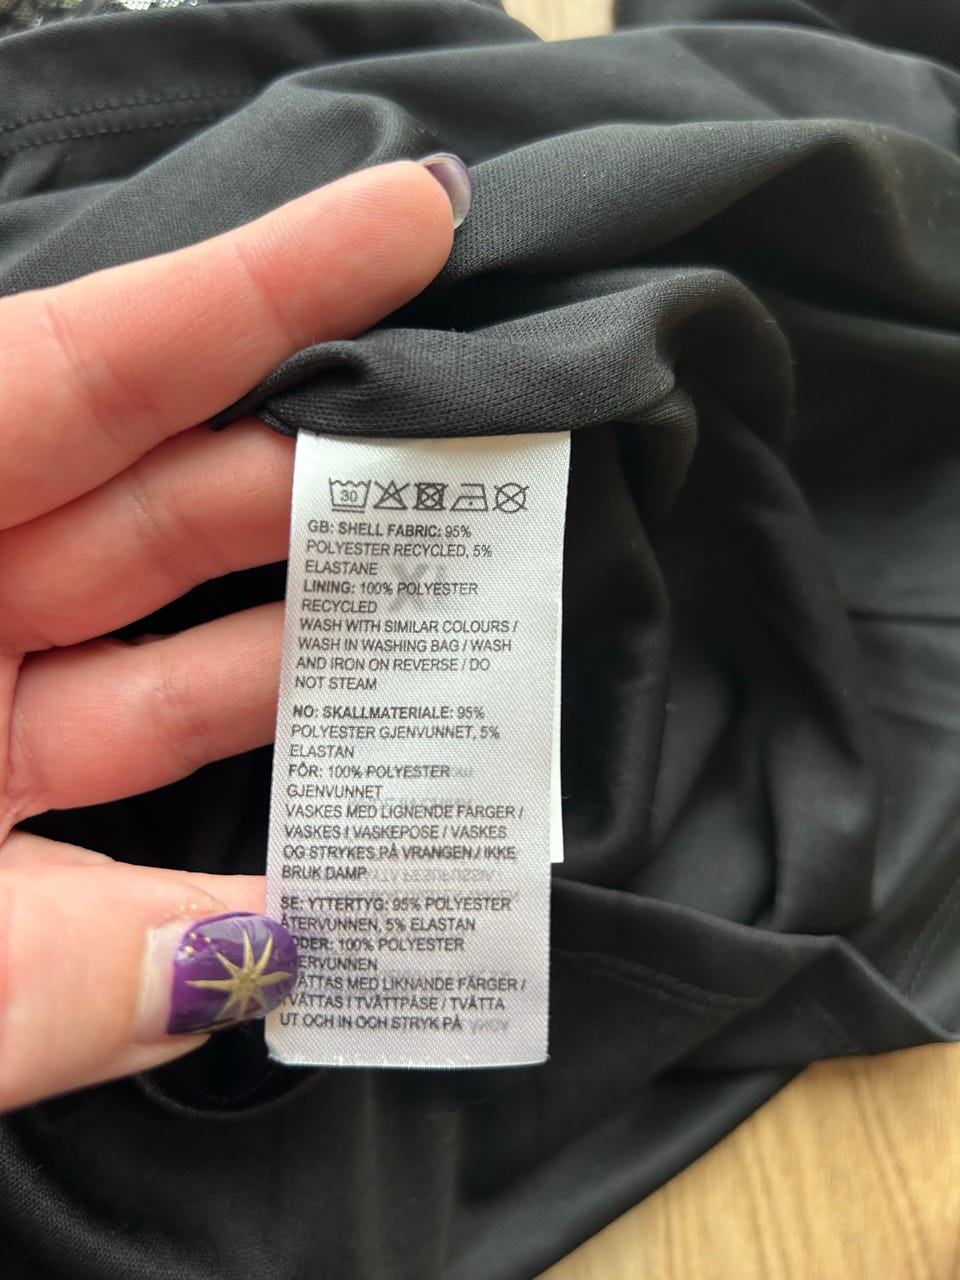 30
GB: SHELL FABRIC: 95%
POLYESTER RECYCLED, 5%
ELASTANE
LINING: 100% POLYESTER
RECYCLED
WASH WITH SIMILAR COLOURS /
WASH IN WASHING BAG / WASH
AND IRON ON REVERSE / DO
NOT STEAM
NO: SKALLMATERIALE: 95%
POLYESTER GJENVUNNET, 5%
ELASTAN
FÔR: 100% POLYESTER
GJENVUNNET
VASKES MED LIGNENDE FARGER /
VASKES I VASKEPOSE / VASKES
OG STRYKES PÅ VRANGEN / IKKE
BRUK DAMP
SE: YTTERTYG: 95% POLYESTER
ÅTERVUNNEN, 5% ELASTAN
100% POLYESTER
MED LIKNANDE FÄRGER /
TVÄTTAS I TVÄTTPÅSE / TVÄTTA
UT OCH IN OCH STRYK PÅ